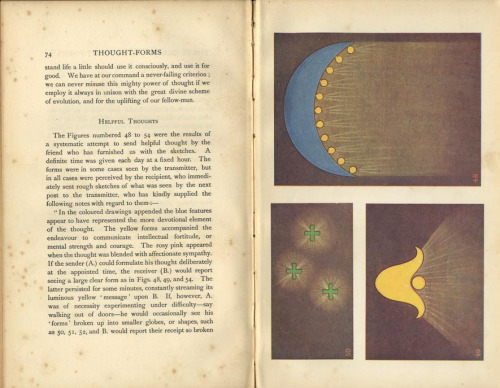 74
THOUGHT-FORMS
stand life a little should use it consciously, and use it for
good. We have at our command a never-failing criterion;
we can never misuse this mighty power of thought if we
employ it always in unison with the great divine scheme
of evolution, and for the uplifting of our fellow-man.
HELPFUL THOUGHTS
The Figures numbered 48 to 54 were the results of
a systematic attempt to send helpful thought by the
friend who has furnished us with the sketches. A
definite time was given each day at a fixed hour. The
forms were in some cases seen by the transmitter, but
in all cases were perceived by the recipient, who immedi-
ately sent rough sketches of what was seen by the next
post to the transmitter, who has kindly supplied the
following notes with regard to them:—
"In the coloured drawings appended the blue features
appear to have represented the more devotional element
of the thought. The yellow forms accompanied the
endeavour to communicate intellectual fortitude, or
mental strength and courage. The rosy pink appeared
when the thought was blended with affectionate sympathy.
If the sender (A.) could formulate his thought deliberately
at the appointed time, the receiver (B.) would report
seeing a large clear form as in Figs. 48, 49, and 54. The
latter persisted for some minutes, constantly streaming its
luminous yellow 'message' upon B. If, however, A.
was of necessity experimenting under difficulty—say
walking out of doors—he would occasionally see his
'forms' broken up into smaller globes, or shapes, such
as 50, 51, 52, and B. would report their receipt so broken